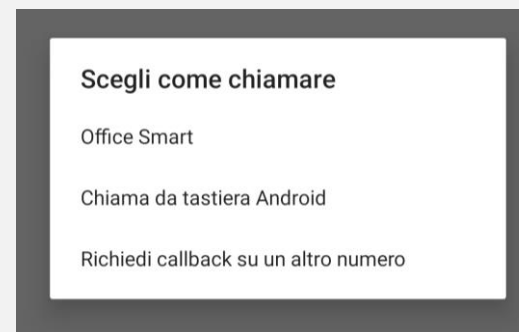 Scegli come chiamare
Office Smart
Chiama da tastiera Android
Richiedi callback su un altro numero